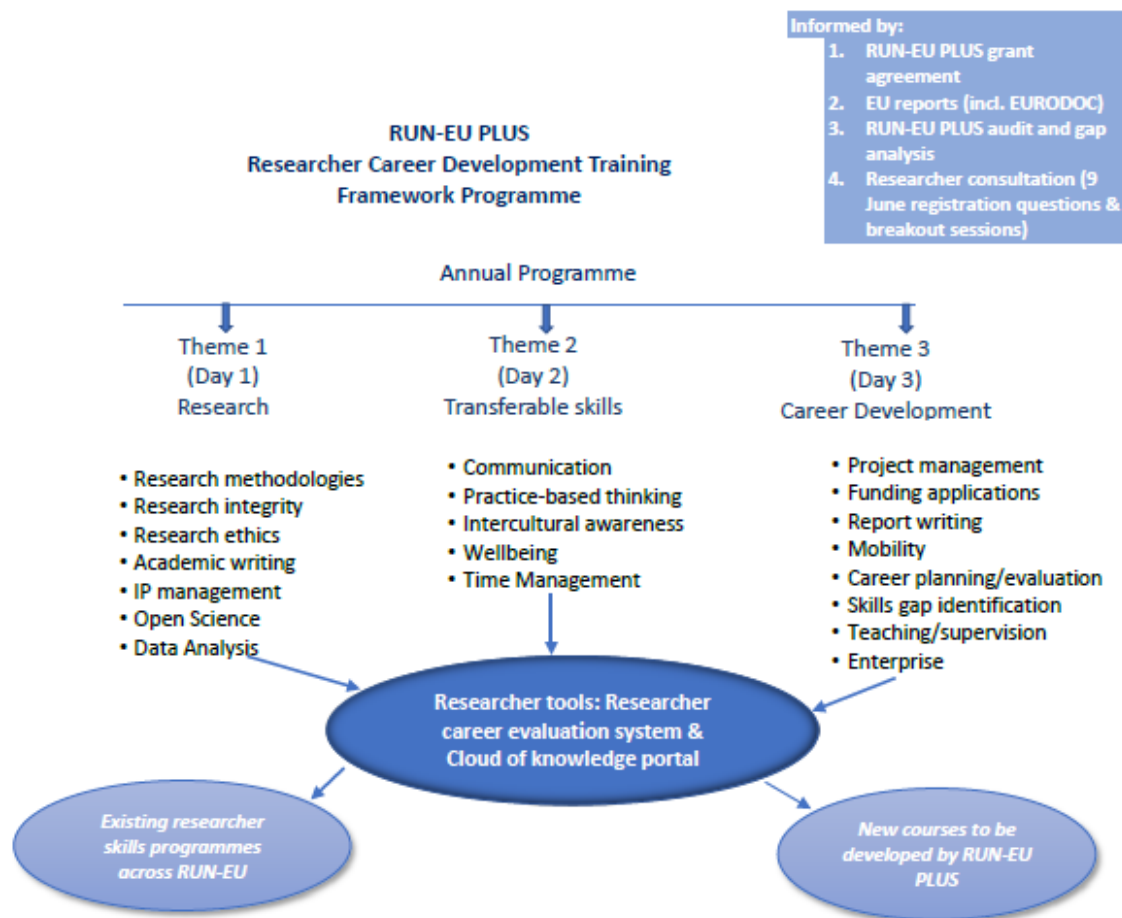 Informed by:
1. RUN-EU PLUS grant
agreement
2. EU reports (incl. EURODOC)
3. RUN-EU PLUS audit and gap
analysis
4. Researcher consultation (9
June registration questions &
breakout sessions)
RUN-EU PLUS
Researcher Career Development Training
Framework Programme
Annual Programme
Theme 1
(Day 1)
Research
Theme 2
(Day 2)
Transferable skills
Theme 3
(Day 3)
Career Development
• Research methodologies
• Research integrity
• Research ethics
• Academic writing
• IP management
• Open Science
• Data Analysis
• Communication
• Practice-based thinking
• Intercultural awareness
• Wellbeing
• Time Management
• Project management
• Funding applications
• Report writing
• Mobility
• Career planning/evaluation
• Skills gap identification
• Teaching/supervision
• Enterprise
Researcher tools: Researcher
career evaluation system &
Cloud of knowledge portal
Existing researcher
skills programmes
across RUN-EU
New courses to be
developed by RUN-EU
PLUS